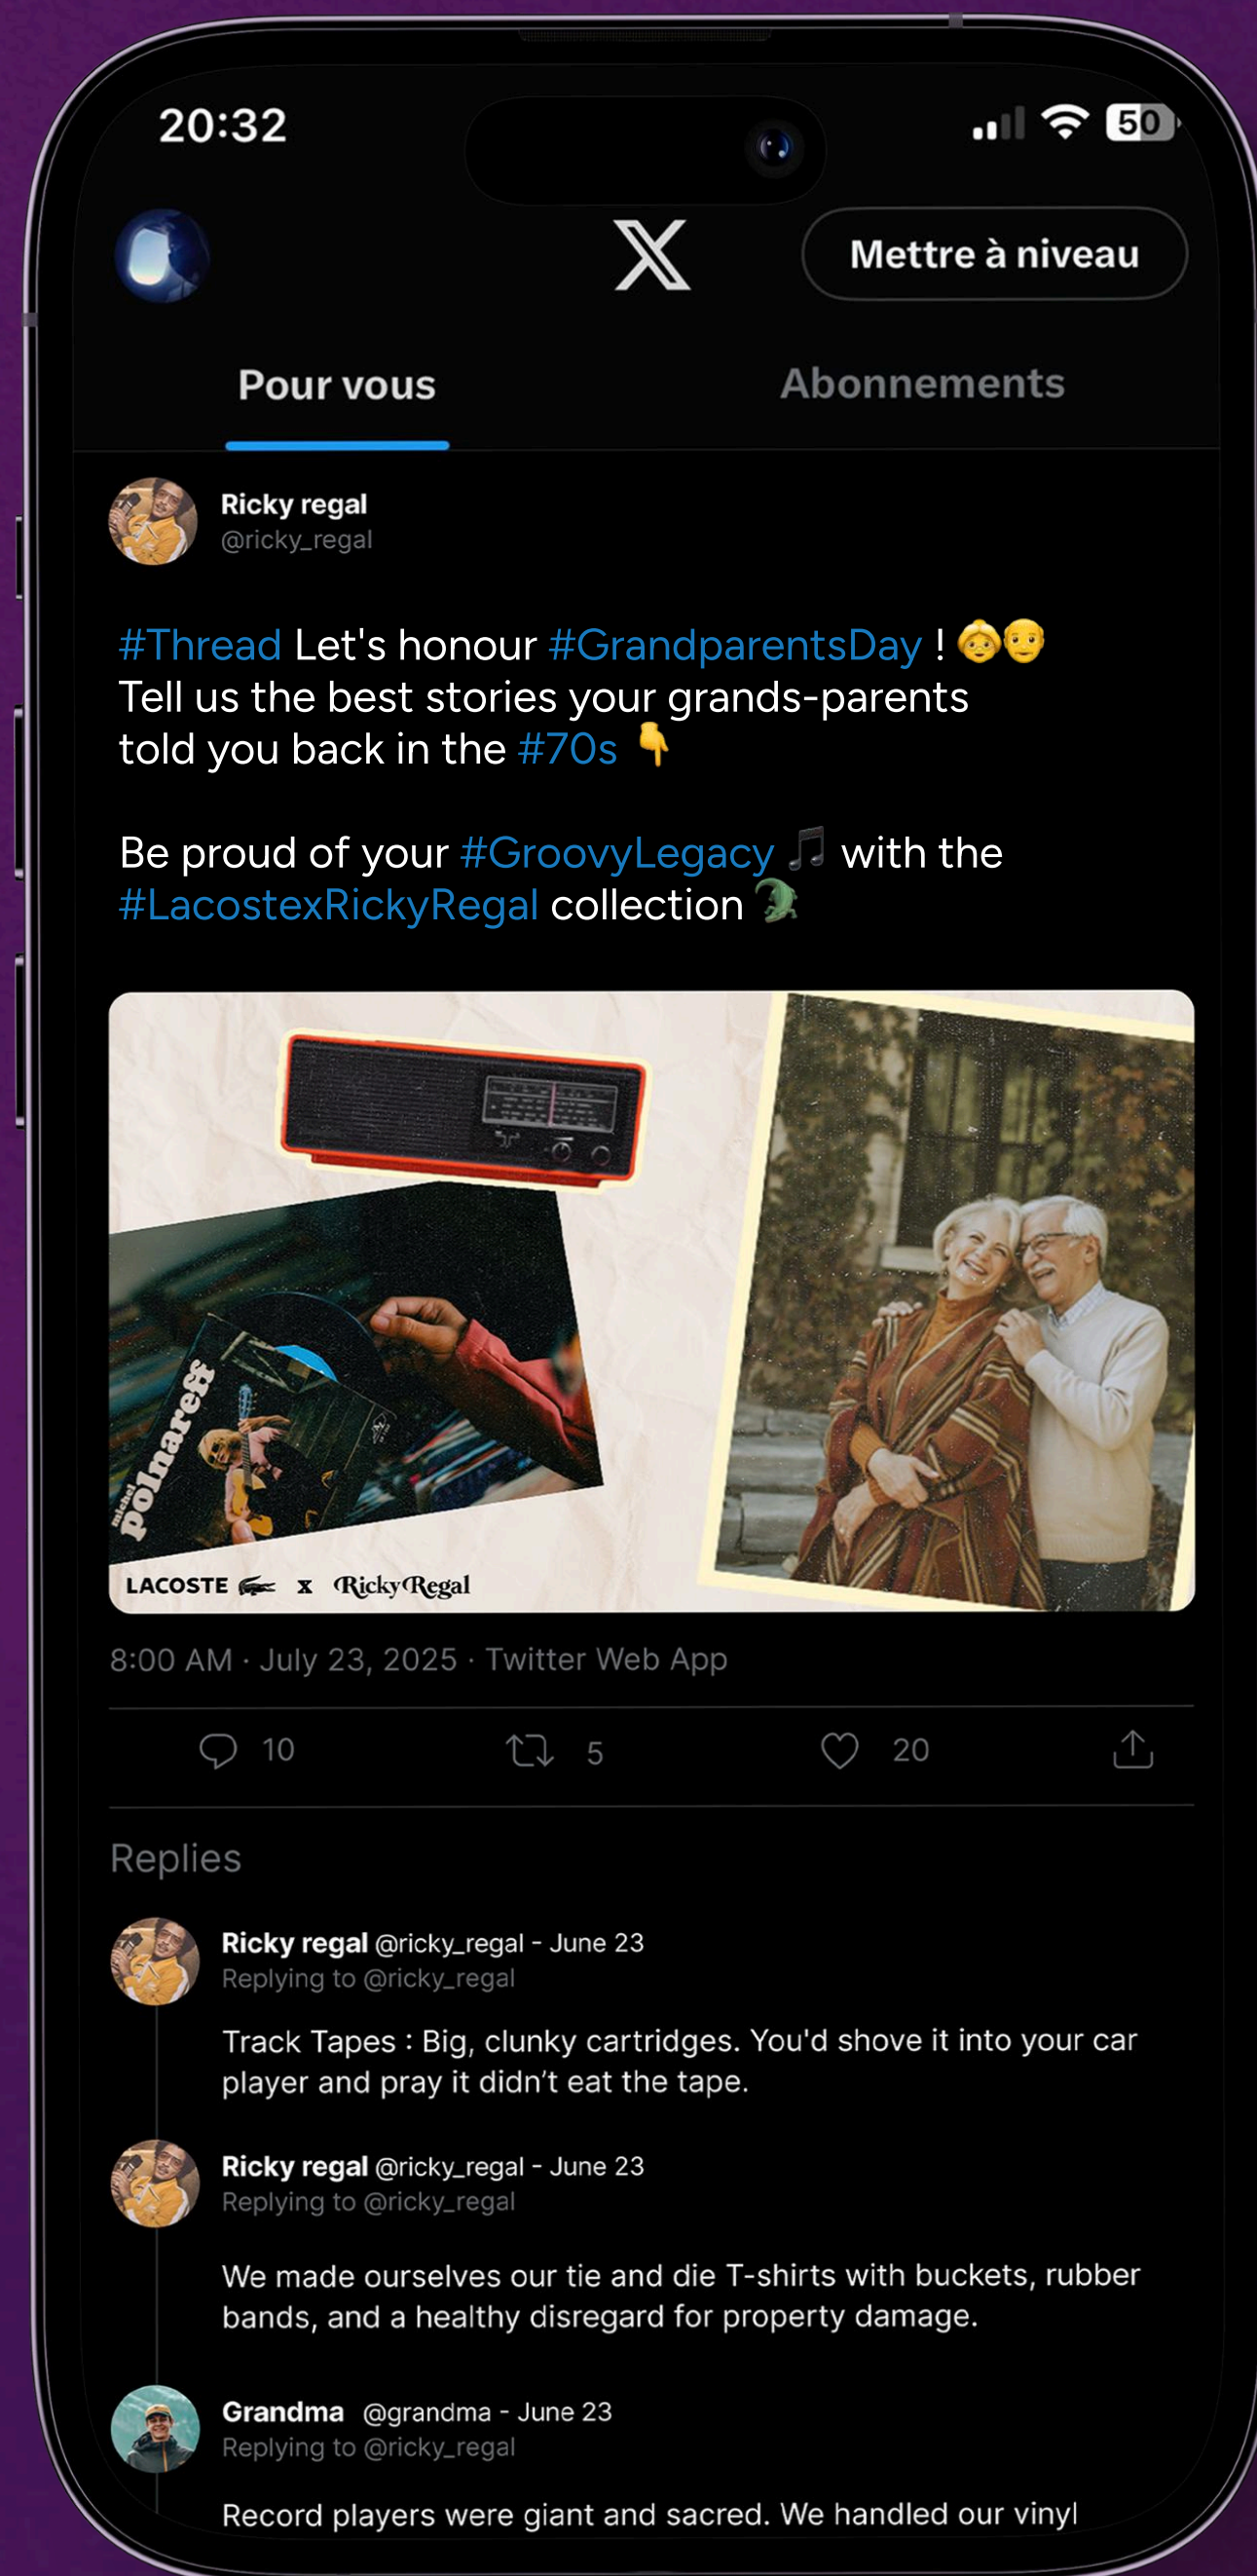 20:32
50
Mettre à niveau
Pour vous
Abonnements
Ricky regal
@ricky_regal
#Thread Let's honour #GrandparentsDay ! 👵👴
Tell us the best stories your grands-parents
told you back in the #70s 👇
Be proud of your #GroovyLegacy 🎵 with the
#LacostexRickyRegal collection 🐊
michel
polnareff
LACOSTE x RickyRegal
8:00 AM · July 23, 2025 · Twitter Web App
10
5
20
Replies
Ricky regal @ricky_regal - June 23
Replying to @ricky_regal
Track Tapes : Big, clunky cartridges. You'd shove it into your car
player and pray it didn’t eat the tape.
Ricky regal @ricky_regal - June 23
Replying to @ricky_regal
We made ourselves our tie and die T-shirts with buckets, rubber
bands, and a healthy disregard for property damage.
Grandma @grandma - June 23
Replying to @ricky_regal
Record players were giant and sacred. We handled our vinyl